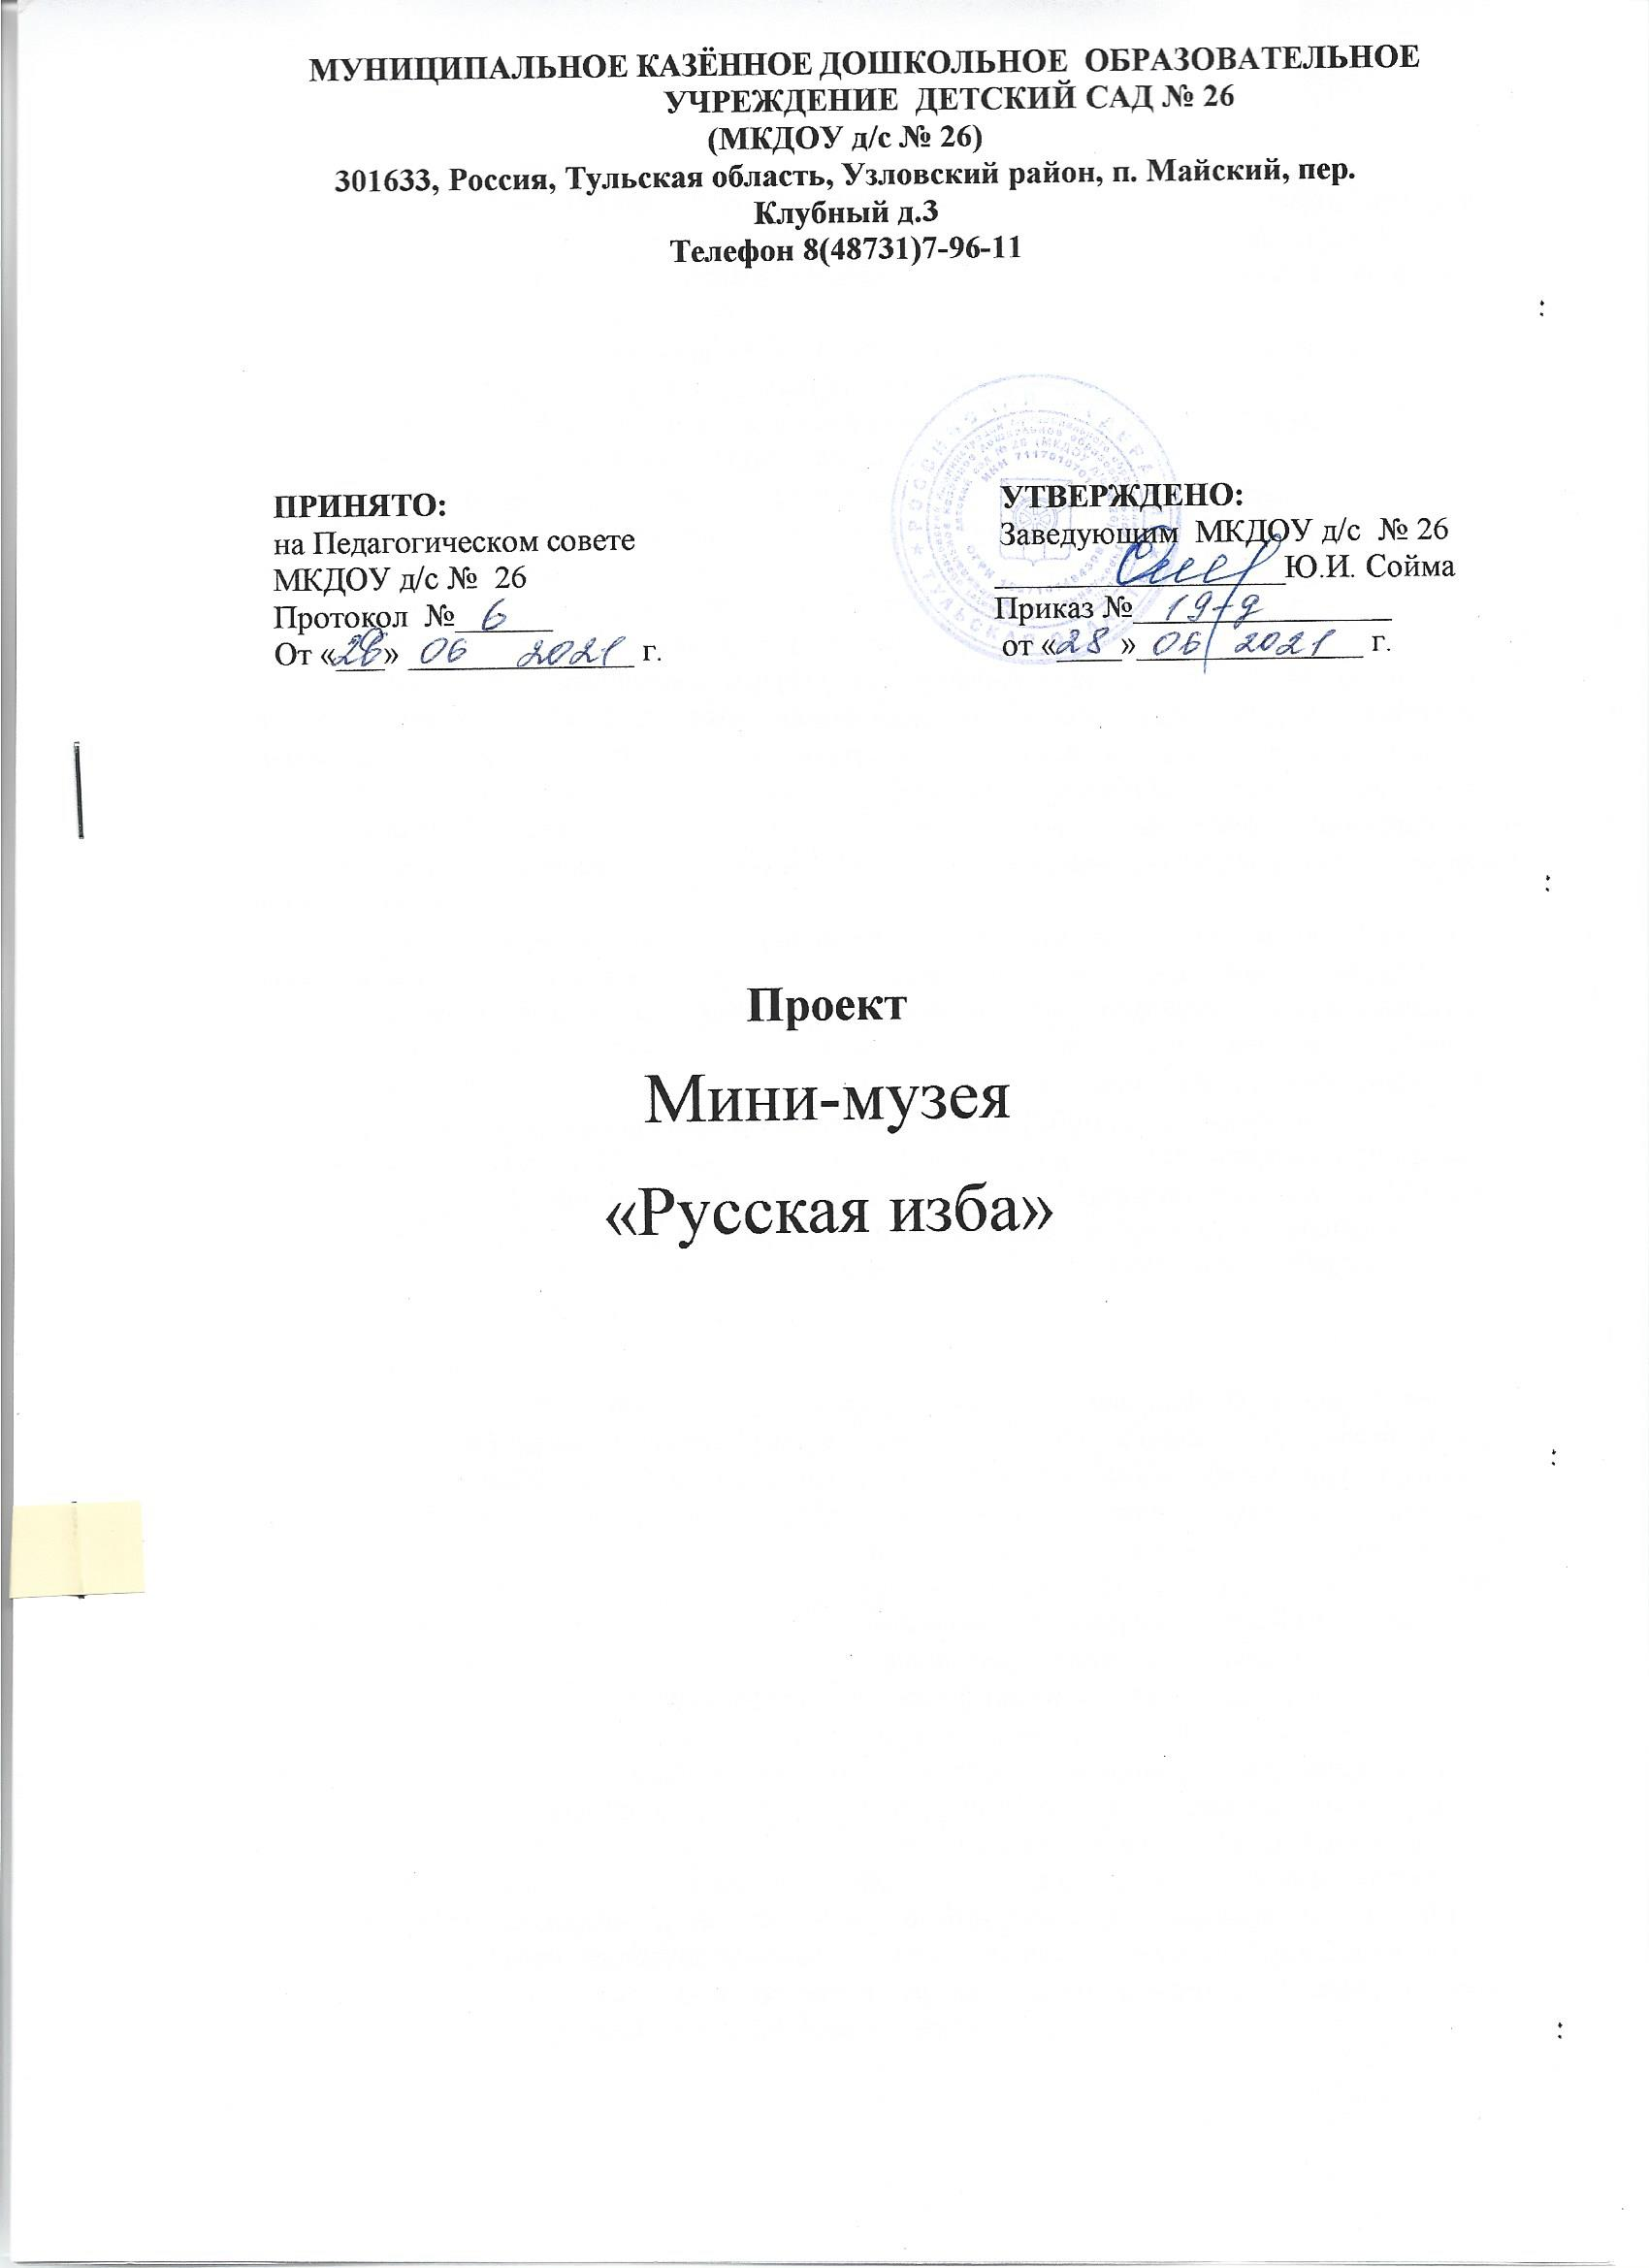 МУНИЦИПАЛЬНОЕ КАЗЁННОЕ ДОШКОЛЬНОЕ ОБРАЗОВАТЕЛЬНОЕ
УЧРЕЖДЕНИЕ ДЕТСКИЙ САД № 26
(МКДОУ д/с № 26)
301633, Россия, Тульская область, Узловский район, п. Майский, пер.
Клубный д.3
Телефон 8(48731)7-96-11
ПРИНЯТО:
на Педагогическом совете
МКДОУ д/с № 26
Протокол № 6
От «28» 06 2021 г.
УТВЕРЖДЕНО:
Заведующим МКДОУ д/с № 26
Ю.И. Сойма
Приказ № 19-д
от «28» 06 2021 г.
Проект
Мини-музея
«Русская изба»